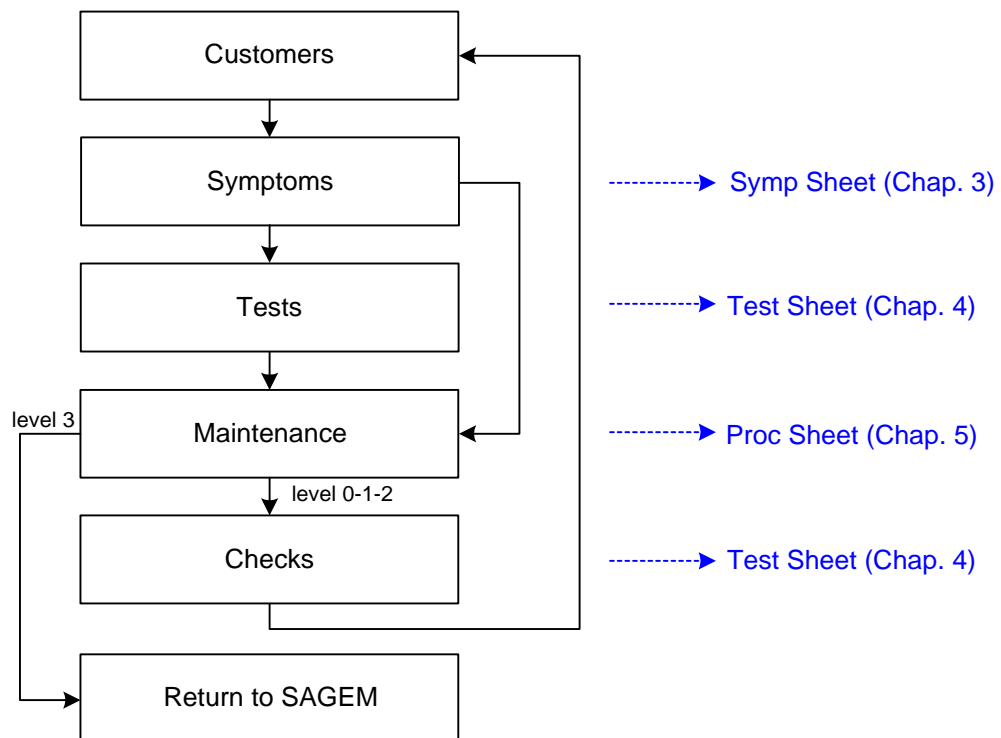 Customers
Symptoms
Symp Sheet (Chap. 3)
Tests
Test Sheet (Chap. 4)
level 3
Maintenance
Proc Sheet (Chap. 5)
level 0-1-2
Checks
Test Sheet (Chap. 4)
Return to SAGEM